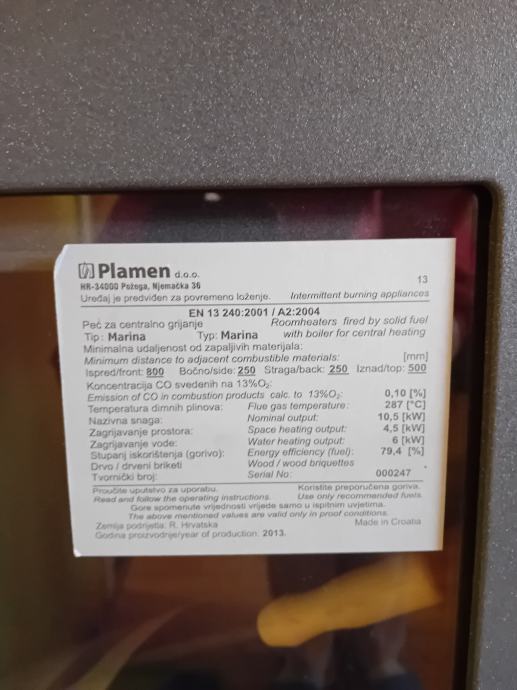 Plamen d.o.o.
HR-34000 Požega, Njemačka 36 13
Uređaj je predviđen za povremeno loženje. Intermittent burning appliances
EN 13 240:2001 / A2:2004
Peć za centralno grijanje Roomheaters fired by solid fuel
Tip: Marina Typ: Marina with boiler for central heating
Minimalna udaljenost od zapaljivih materijala:
Minimum distance to adjacent combustible materials: [mm]
Ispred/front: 800 Bočno/side: 250 Straga/back: 250 Iznad/top: 500
Koncentracija CO svedenih na 13%O₂:
Emission of CO in combustion products calc. to 13%O₂: 0,10 [%]
Temperatura dimnih plinova: Flue gas temperature: 287 [°C]
Nazivna snaga: Nominal output: 10,5 [kW]
Zagrijavanje prostora: Space heating output: 4,5 [kW]
Zagrijavanje vode: Water heating output: 6 [kW]
Stupanj iskorištenja (gorivo): Energy efficiency (fuel): 79,4 [%]
Drvo / drveni briketi Wood / wood briquettes
Tvornički broj: Serial No: 000247
Proučite uputstvo za uporabu. Koristite preporučena goriva.
Read and follow the operating instructions. Use only recommended fuels.
Gore spomenute vrijednosti vrijede samo u ispitnim uvjetima.
The above mentioned values are valid only in proof conditions.
Zemlja podrijetla: R. Hrvatska Made in Croatia
Godina proizvodnje/year of production: 2013.